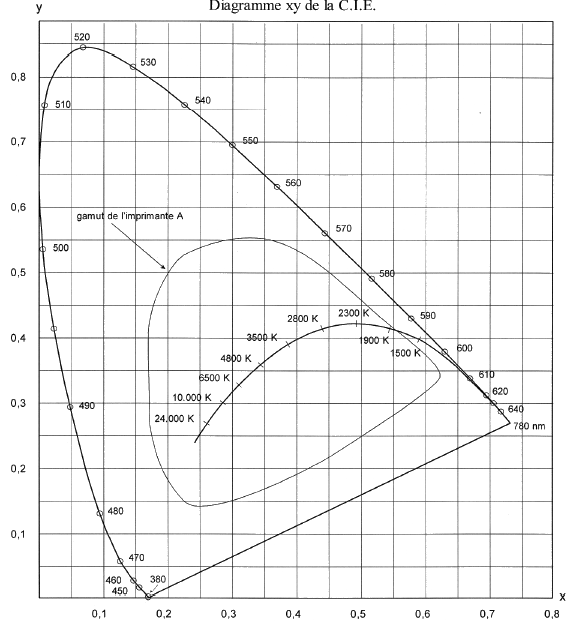 Diagramme xy de la C.I.E.
y
520
530
0,8
540
510
0,7
550
560
0,6
gamut de l'imprimante A
570
500
0,5
580
2300 K
590
2800 K
0,4
1900 K
3500 K
600
1500 K
4800 K
610
6500 K
620
10.000 K
0,3
490
640
24.000 K
780 nm
0,2
480
0,1
470
460
380
450
x
0,1
0,2
0,3
0,4
0,5
0,6
0,7
0,8